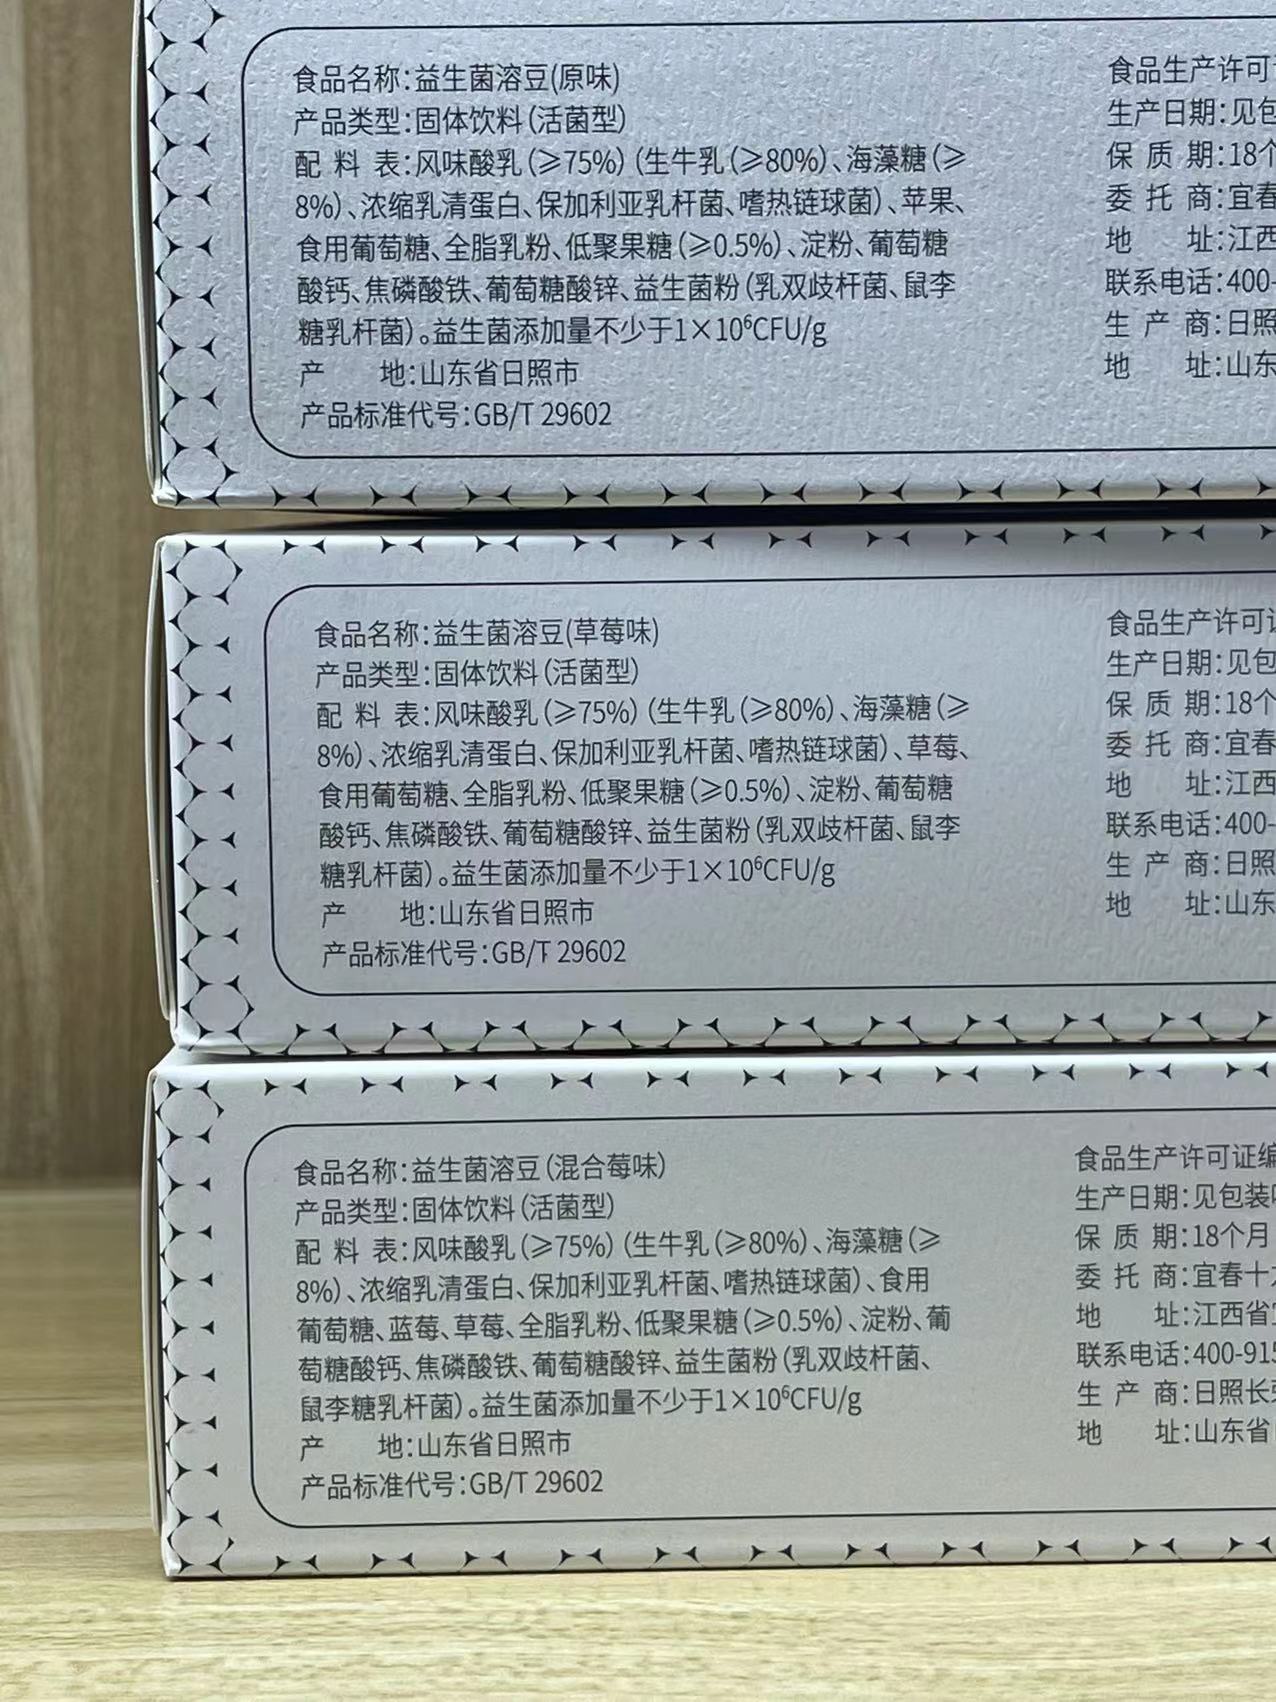 食品名称:益生菌溶豆(原味)
产品类型:固体饮料(活菌型)
配 料 表:风味酸乳(≥75%)(生牛乳(≥80%)、海藻糖(≥
8%)、浓缩乳清蛋白、保加利亚乳杆菌、嗜热链球菌)、苹果、
食用葡萄糖、全脂乳粉、低聚果糖(≥0.5%)、淀粉、葡萄糖
酸钙、焦磷酸铁、葡萄糖酸锌、益生菌粉(乳双歧杆菌、鼠李
糖乳杆菌)。益生菌添加量不少于1×10⁶CFU/g
产 地:山东省日照市
产品标准代号:GB/T 29602
食品生产许可
生产日期:见包
保 质 期:18个
委 托 商:宜春
地 址:江西
联系电话:400-
生 产 商:日照
地 址:山东
食品名称:益生菌溶豆(草莓味)
产品类型:固体饮料(活菌型)
配 料 表:风味酸乳(≥75%)(生牛乳(≥80%)、海藻糖(≥
8%)、浓缩乳清蛋白、保加利亚乳杆菌、嗜热链球菌)、草莓、
食用葡萄糖、全脂乳粉、低聚果糖(≥0.5%)、淀粉、葡萄糖
酸钙、焦磷酸铁、葡萄糖酸锌、益生菌粉(乳双歧杆菌、鼠李
糖乳杆菌)。益生菌添加量不少于1×10⁶CFU/g
产 地:山东省日照市
产品标准代号:GB/T 29602
食品生产许可证
生产日期:见包
保 质 期:18个
委 托 商:宜春
地 址:江西
联系电话:400-
生 产 商:日照
地 址:山东
食品名称:益生菌溶豆(混合莓味)
产品类型:固体饮料(活菌型)
配 料 表:风味酸乳(≥75%)(生牛乳(≥80%)、海藻糖(≥
8%)、浓缩乳清蛋白、保加利亚乳杆菌、嗜热链球菌)、食用
葡萄糖、蓝莓、草莓、全脂乳粉、低聚果糖(≥0.5%)、淀粉、葡
萄糖酸钙、焦磷酸铁、葡萄糖酸锌、益生菌粉(乳双歧杆菌、
鼠李糖乳杆菌)。益生菌添加量不少于1×10⁶CFU/g
产 地:山东省日照市
产品标准代号:GB/T 29602
食品生产许可证编
生产日期:见包装
保 质 期:18个月
委 托 商:宜春十
地 址:江西省
联系电话:400-915
生 产 商:日照长
地 址:山东省